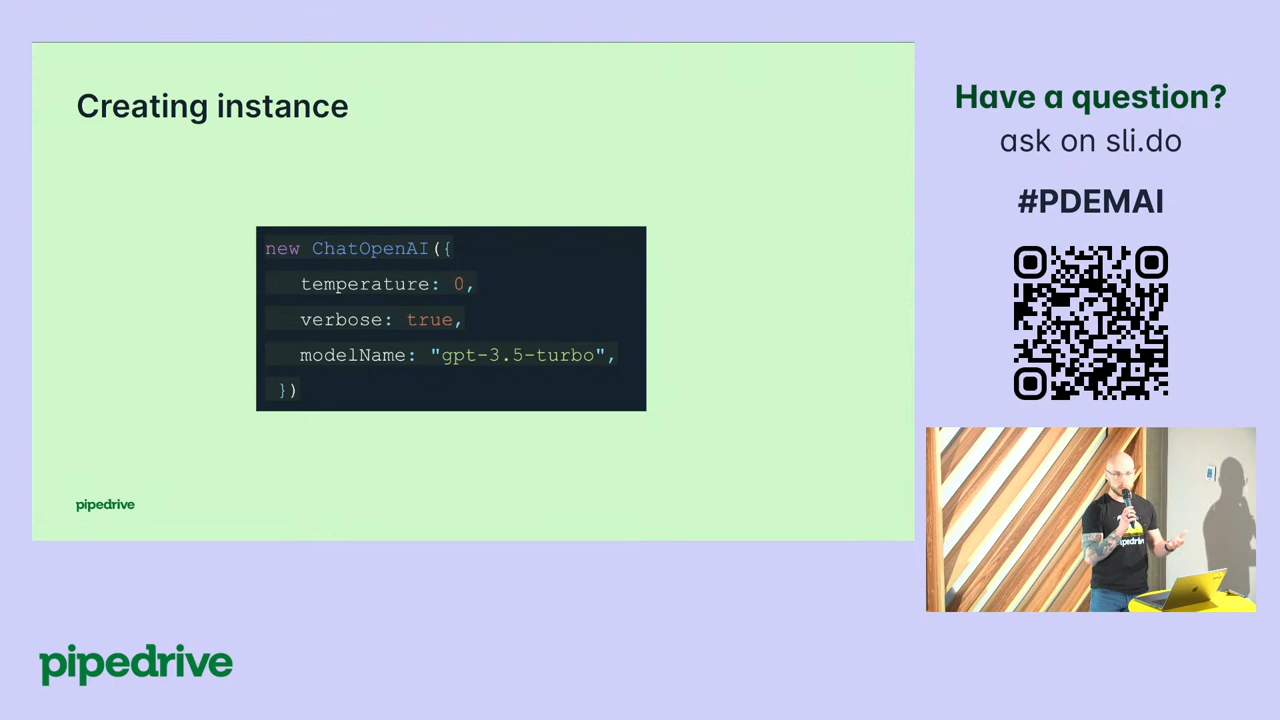 Creating instance
new ChatOpenAI({
temperature: 0,
verbose: true,
modelName: "gpt-3.5-turbo",
})
pipedrive
Have a question?
ask on sli.do
#PDEMAI
pipedrive
pipedrive